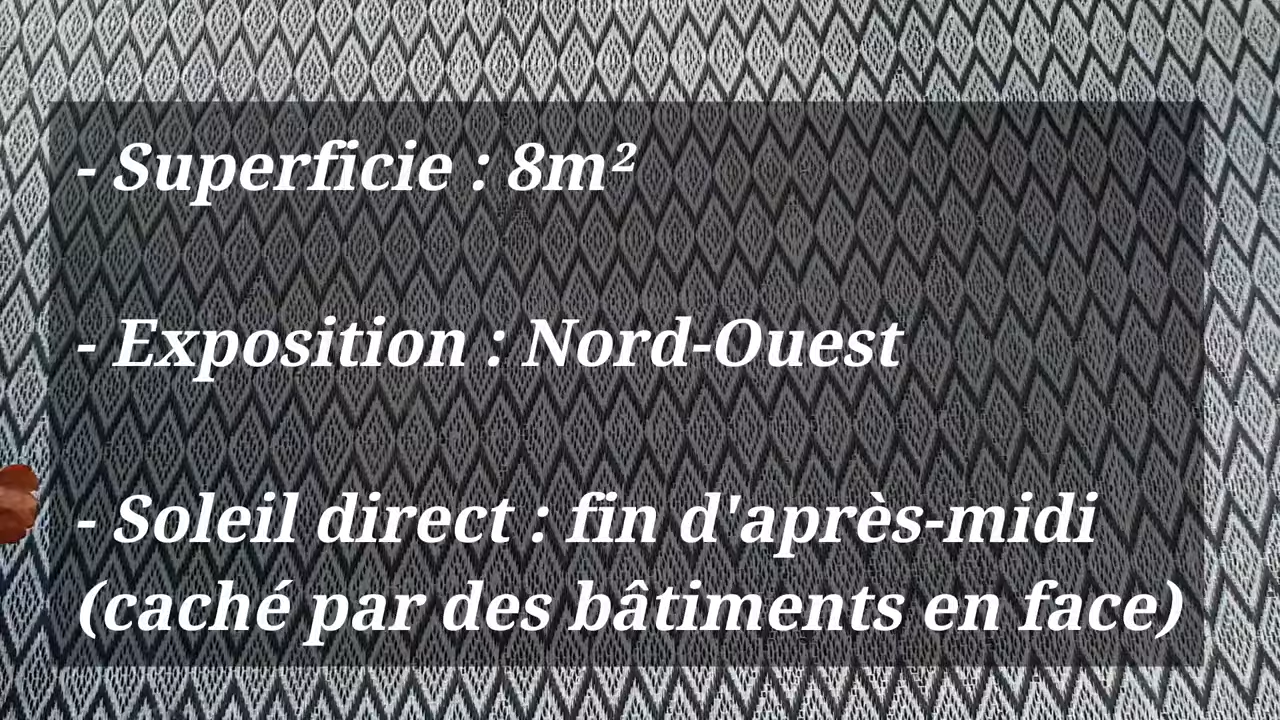 - Superficie : 8m²
- Exposition : Nord-Ouest
- Soleil direct : fin d'après-midi
(caché par des bâtiments en face)